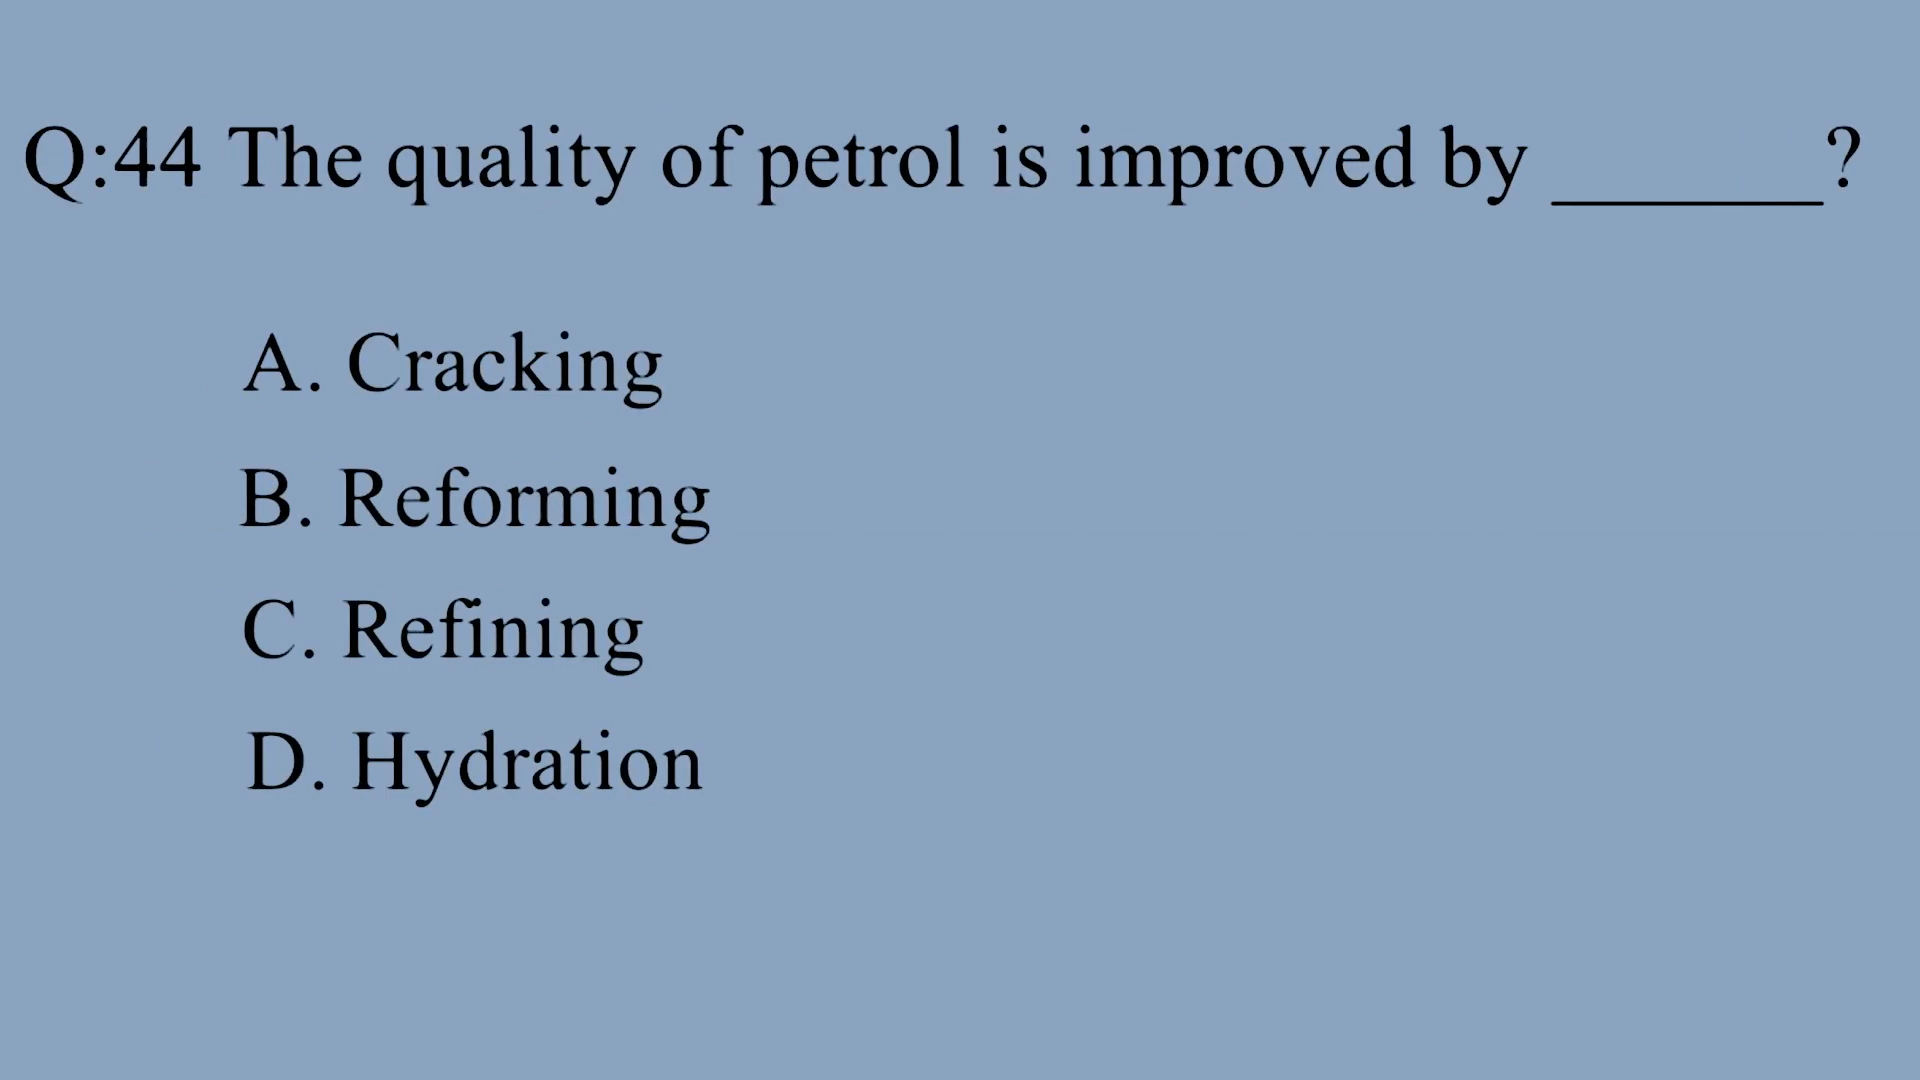 Q:44 The quality of petrol is improved by _______?
A. Cracking
B. Reforming
C. Refining
D. Hydration